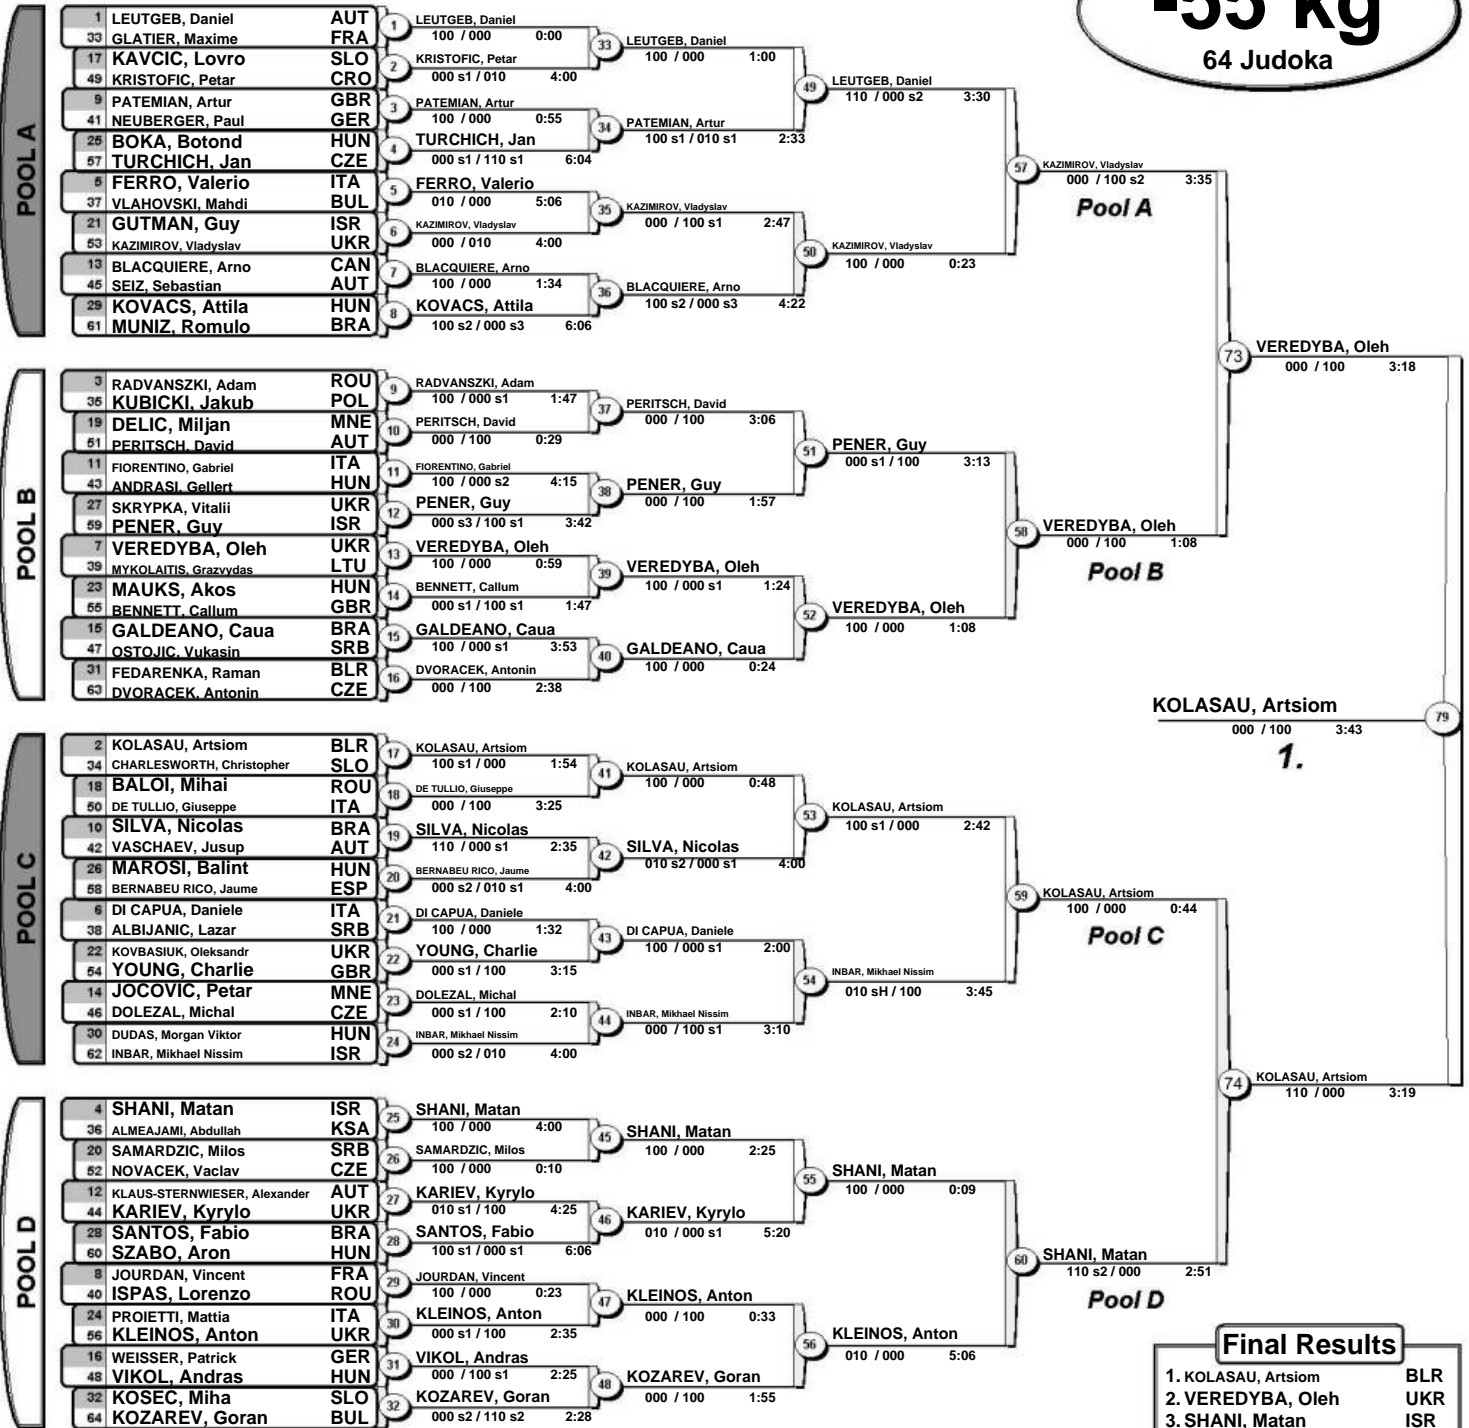 -55 kg
64 Judoka
POOL A
1 LEUTGEB, Daniel AUT
33 GLATIER, Maxime FRA
17 KAVCIC, Lovro SLO
49 KRISTOFIC, Petar CRO
9 PATEMIAN, Artur GBR
41 NEUBERGER, Paul GER
25 BOKA, Botond HUN
57 TURCHICH, Jan CZE
5 FERRO, Valerio ITA
37 VLAHOVSKI, Mahdi BUL
21 GUTMAN, Guy ISR
53 KAZIMIROV, Vladyslav UKR
13 BLACQUIERE, Arno CAN
45 SEIZ, Sebastian AUT
29 KOVACS, Attila HUN
61 MUNIZ, Romulo BRA
1 LEUTGEB, Daniel
100 / 000 0:00
2 KRISTOFIC, Petar
000 s1 / 010 4:00
3 PATEMIAN, Artur
100 / 000 0:55
4 TURCHICH, Jan
000 s1 / 110 s1 6:04
5 FERRO, Valerio
010 / 000 5:06
6 KAZIMIROV, Vladyslav
000 / 010 4:00
7 BLACQUIERE, Arno
100 / 000 1:34
8 KOVACS, Attila
100 s2 / 000 s3 6:06
33 LEUTGEB, Daniel
100 / 000 1:00
34 PATEMIAN, Artur
100 s1 / 010 s1 2:33
35 KAZIMIROV, Vladyslav
000 / 100 s1 2:47
36 BLACQUIERE, Arno
100 s2 / 000 s3 4:22
49 LEUTGEB, Daniel
110 / 000 s2 3:30
50 KAZIMIROV, Vladyslav
100 / 000 0:23
57 KAZIMIROV, Vladyslav
000 / 100 s2 3:35
Pool A
POOL B
3 RADVANSZKI, Adam ROU
35 KUBICKI, Jakub POL
19 DELIC, Miljan MNE
51 PERITSCH, David AUT
11 FIORENTINO, Gabriel ITA
43 ANDRASI, Gellert HUN
27 SKRYPKA, Vitalii UKR
59 PENER, Guy ISR
7 VEREDYBA, Oleh UKR
39 MYKOLAITIS, Grazvydas LTU
23 MAUKS, Akos HUN
55 BENNETT, Callum GBR
15 GALDEANO, Caua BRA
47 OSTOJIC, Vukasin SRB
31 FEDARENKA, Raman BLR
63 DVORACEK, Antonin CZE
9 RADVANSZKI, Adam
100 / 000 s1 1:47
10 PERITSCH, David
000 / 100 0:29
11 FIORENTINO, Gabriel
100 / 000 s2 4:15
12 PENER, Guy
000 s3 / 100 s1 3:42
13 VEREDYBA, Oleh
100 / 000 0:59
14 BENNETT, Callum
000 s1 / 100 s1 1:47
15 GALDEANO, Caua
100 / 000 s1 3:53
16 DVORACEK, Antonin
000 / 100 2:38
37 PERITSCH, David
000 / 100 3:06
38 PENER, Guy
000 / 100 1:57
39 VEREDYBA, Oleh
100 / 000 s1 1:24
40 GALDEANO, Caua
100 / 000 0:24
51 PENER, Guy
000 s1 / 100 3:13
52 VEREDYBA, Oleh
100 / 000 1:08
58 VEREDYBA, Oleh
000 / 100 1:08
Pool B
73 VEREDYBA, Oleh
000 / 100 3:18
KOLASAU, Artsiom 79
000 / 100 3:43
1.
POOL C
2 KOLASAU, Artsiom BLR
34 CHARLESWORTH, Christopher SLO
18 BALOI, Mihai ROU
50 DE TULLIO, Giuseppe ITA
10 SILVA, Nicolas BRA
42 VASCHAEV, Jusup AUT
26 MAROSI, Balint HUN
58 BERNABEU RICO, Jaume ESP
6 DI CAPUA, Daniele ITA
38 ALBIJANIC, Lazar SRB
22 KOVBASIUK, Oleksandr UKR
54 YOUNG, Charlie GBR
14 JOCOVIC, Petar MNE
46 DOLEZAL, Michal CZE
30 DUDAS, Morgan Viktor HUN
62 INBAR, Mikhael Nissim ISR
17 KOLASAU, Artsiom
100 s1 / 000 1:54
18 DE TULLIO, Giuseppe
000 / 100 3:25
19 SILVA, Nicolas
110 / 000 s1 2:35
20 BERNABEU RICO, Jaume
000 s2 / 010 s1 4:00
21 DI CAPUA, Daniele
100 / 000 1:32
22 YOUNG, Charlie
000 s1 / 100 3:15
23 DOLEZAL, Michal
000 s1 / 100 2:10
24 INBAR, Mikhael Nissim
000 s2 / 010 4:00
41 KOLASAU, Artsiom
100 / 000 0:48
42 SILVA, Nicolas
010 s2 / 000 s1 4:00
43 DI CAPUA, Daniele
100 / 000 s1 2:00
44 INBAR, Mikhael Nissim
000 / 100 s1 3:10
53 KOLASAU, Artsiom
100 s1 / 000 2:42
54 INBAR, Mikhael Nissim
010 sH / 100 3:45
59 KOLASAU, Artsiom
100 / 000 0:44
Pool C
74 KOLASAU, Artsiom
110 / 000 3:19
POOL D
4 SHANI, Matan ISR
36 ALMEAJAMI, Abdullah KSA
20 SAMARDZIC, Milos SRB
52 NOVACEK, Vaclav CZE
12 KLAUS-STERNWIESER, Alexander AUT
44 KARIEV, Kyrylo UKR
28 SANTOS, Fabio BRA
60 SZABO, Aron HUN
8 JOURDAN, Vincent FRA
40 ISPAS, Lorenzo ROU
24 PROIETTI, Mattia ITA
56 KLEINOS, Anton UKR
16 WEISSER, Patrick GER
48 VIKOL, Andras HUN
32 KOSEC, Miha SLO
64 KOZAREV, Goran BUL
25 SHANI, Matan
100 / 000 4:00
26 SAMARDZIC, Milos
100 / 000 0:10
27 KARIEV, Kyrylo
010 s1 / 100 4:25
28 SANTOS, Fabio
100 s1 / 000 s1 6:06
29 JOURDAN, Vincent
100 / 000 0:23
30 KLEINOS, Anton
000 s1 / 100 2:35
31 VIKOL, Andras
000 / 100 s1 2:25
32 KOZAREV, Goran
000 s2 / 110 s2 2:28
45 SHANI, Matan
100 / 000 2:25
46 KARIEV, Kyrylo
010 / 000 s1 5:20
47 KLEINOS, Anton
000 / 100 0:33
48 KOZAREV, Goran
000 / 100 1:55
55 SHANI, Matan
100 / 000 0:09
56 KLEINOS, Anton
010 / 000 5:06
60 SHANI, Matan
110 s2 / 000 2:51
Pool D
Final Results
1. KOLASAU, Artsiom BLR
2. VEREDYBA, Oleh UKR
3. SHANI, Matan ISR